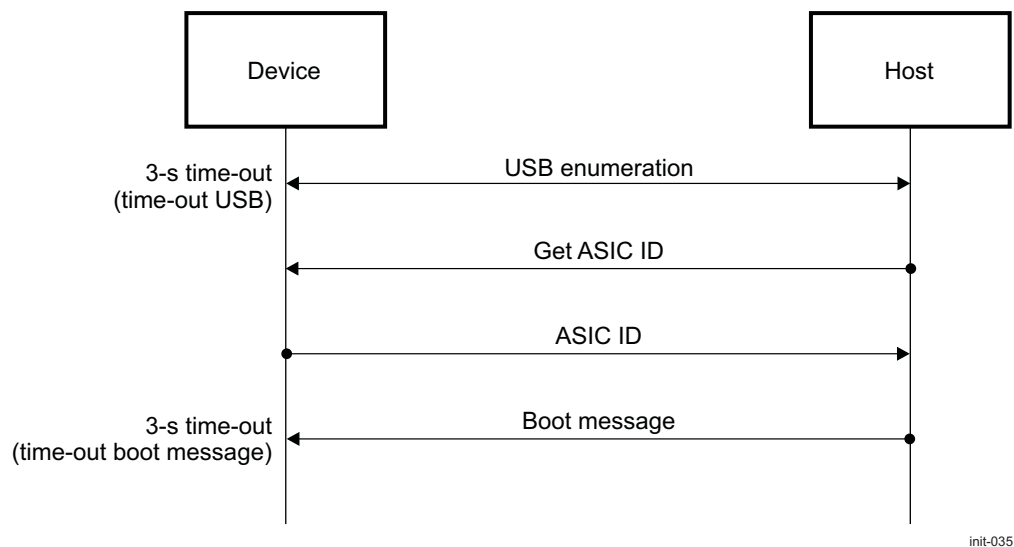 Device
Host
3-s time-out
(time-out USB)
USB enumeration
Get ASIC ID
ASIC ID
3-s time-out
(time-out boot message)
Boot message
init-035